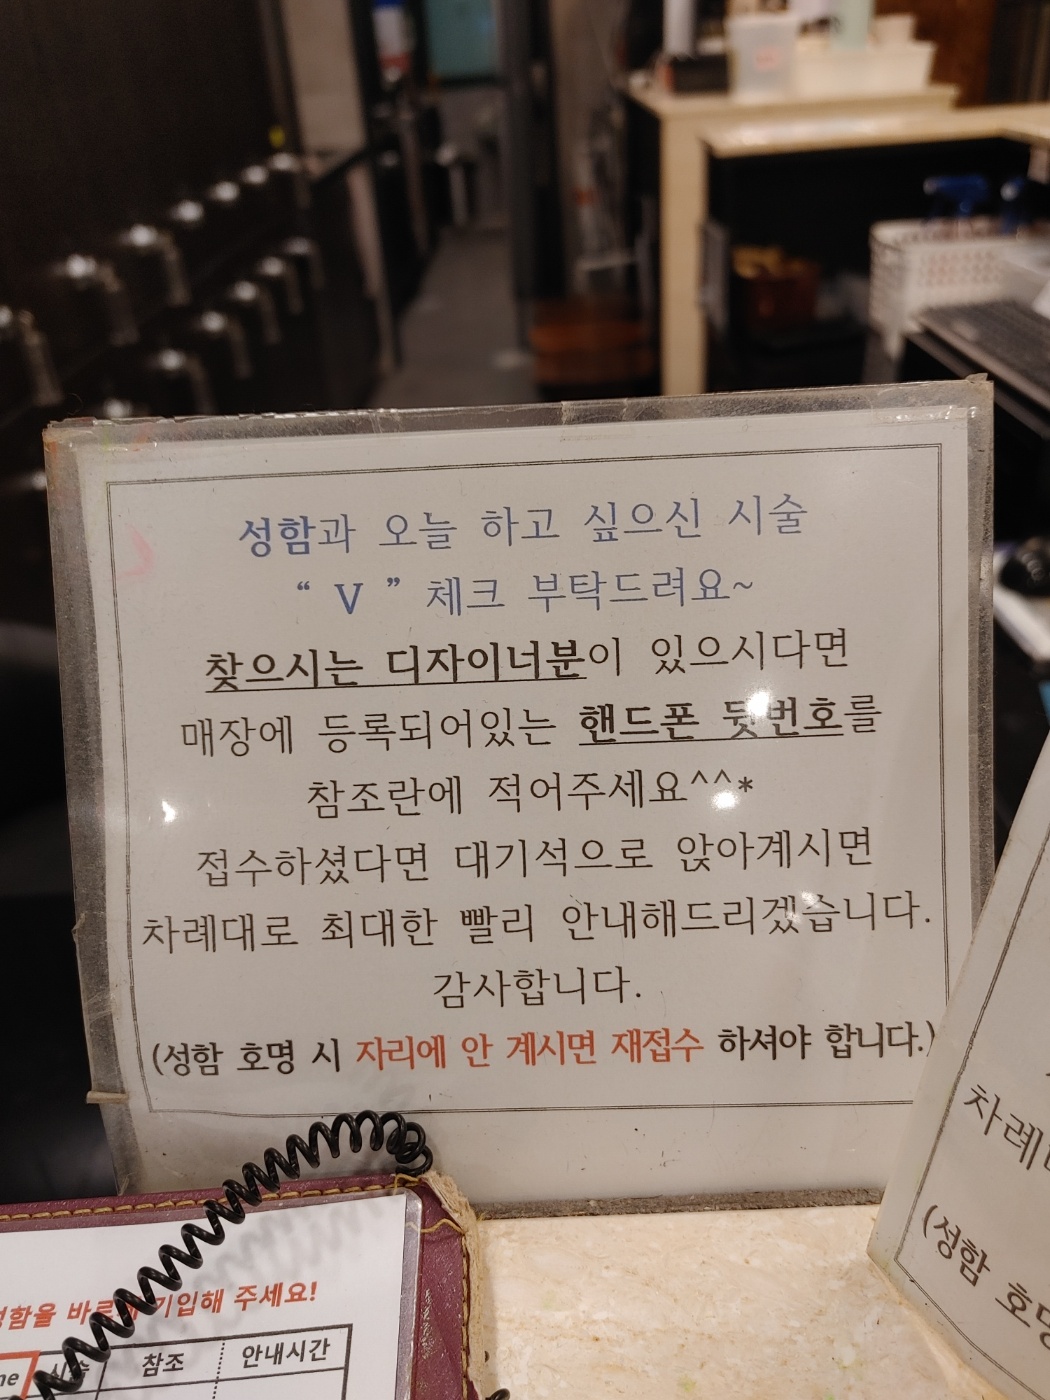 성함과 오늘 하고 싶으신 시술
“ V ” 체크 부탁드려요~
찾으시는 디자이너분이 있으시다면
매장에 등록되어있는 핸드폰 뒷번호를
참조란에 적어주세요^^*
접수하셨다면 대기석으로 앉아계시면
차례대로 최대한 빨리 안내해드리겠습니다.
감사합니다.
(성함 호명 시 자리에 안 계시면 재접수 하셔야 합니다.)
기입해 주세요!
참조 안내시간
(성함